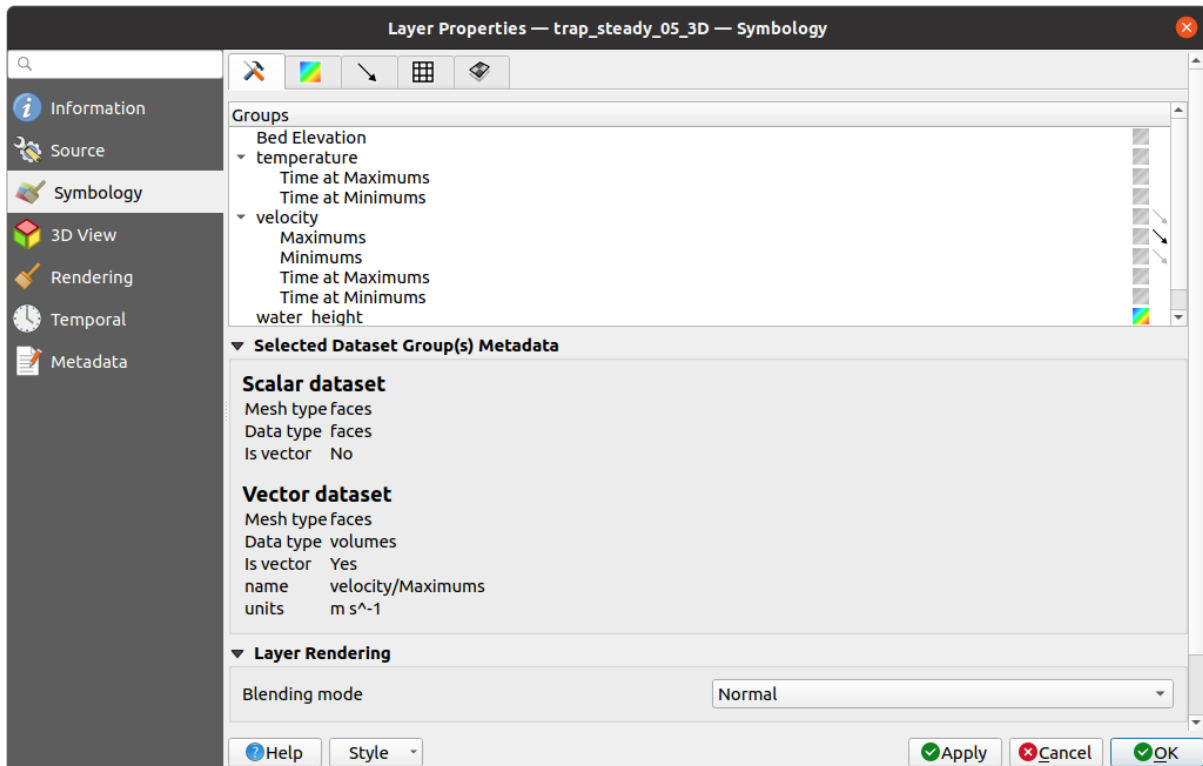 Layer Properties — trap_steady_05_3D — Symbology
Information
Source
Symbology
3D View
Rendering
Temporal
Metadata
Groups
Bed Elevation
temperature
Time at Maximums
Time at Minimums
velocity
Maximums
Minimums
Time at Maximums
Time at Minimums
water height
Selected Dataset Group(s) Metadata
Scalar dataset
Mesh type faces
Data type faces
Is vector No
Vector dataset
Mesh type faces
Data type volumes
Is vector Yes
name velocity/Maximums
units m s^-1
Layer Rendering
Blending mode Normal
Help Style Apply Cancel OK